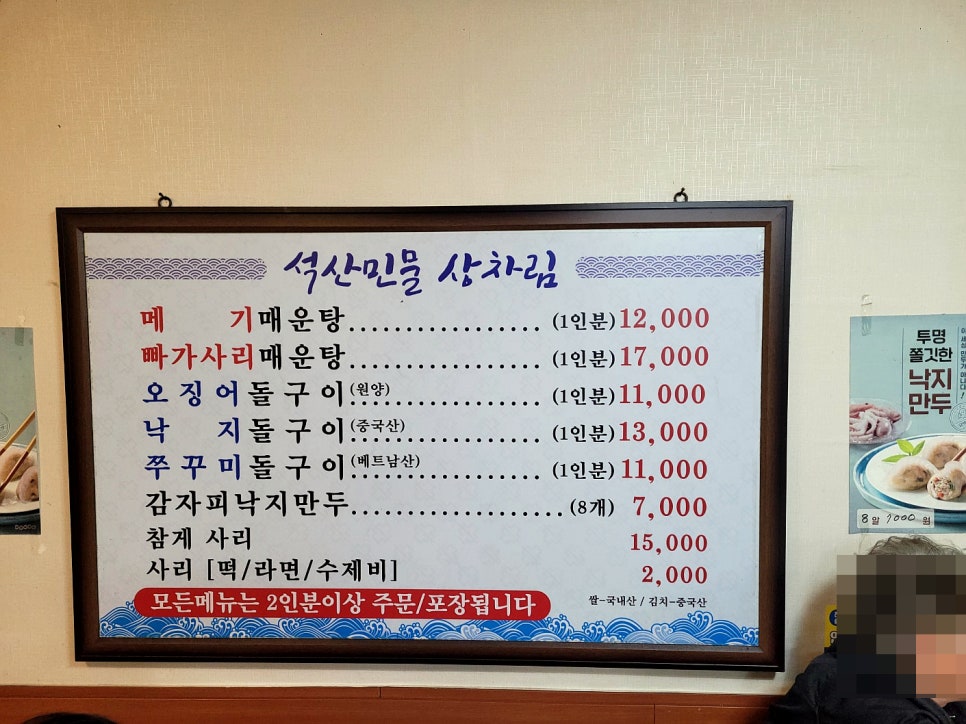 석산민물 상차림
메 기매운탕................. (1인분) 12,000
빠가사리매운탕................. (1인분) 17,000
오징어돌구이(원양)................. (1인분) 11,000
낙 지돌구이(중국산)................. (1인분) 13,000
쭈꾸미돌구이(베트남산)................. (1인분) 11,000
감자피낙지만두................... (8개) 7,000
참게 사리 15,000
사리 [떡/라면/수제비] 2,000
모든메뉴는 2인분이상 주문/포장됩니다
쌀-국내산 / 김치-중국산
투명
쫄깃한
낙지
만두
8알 7000원